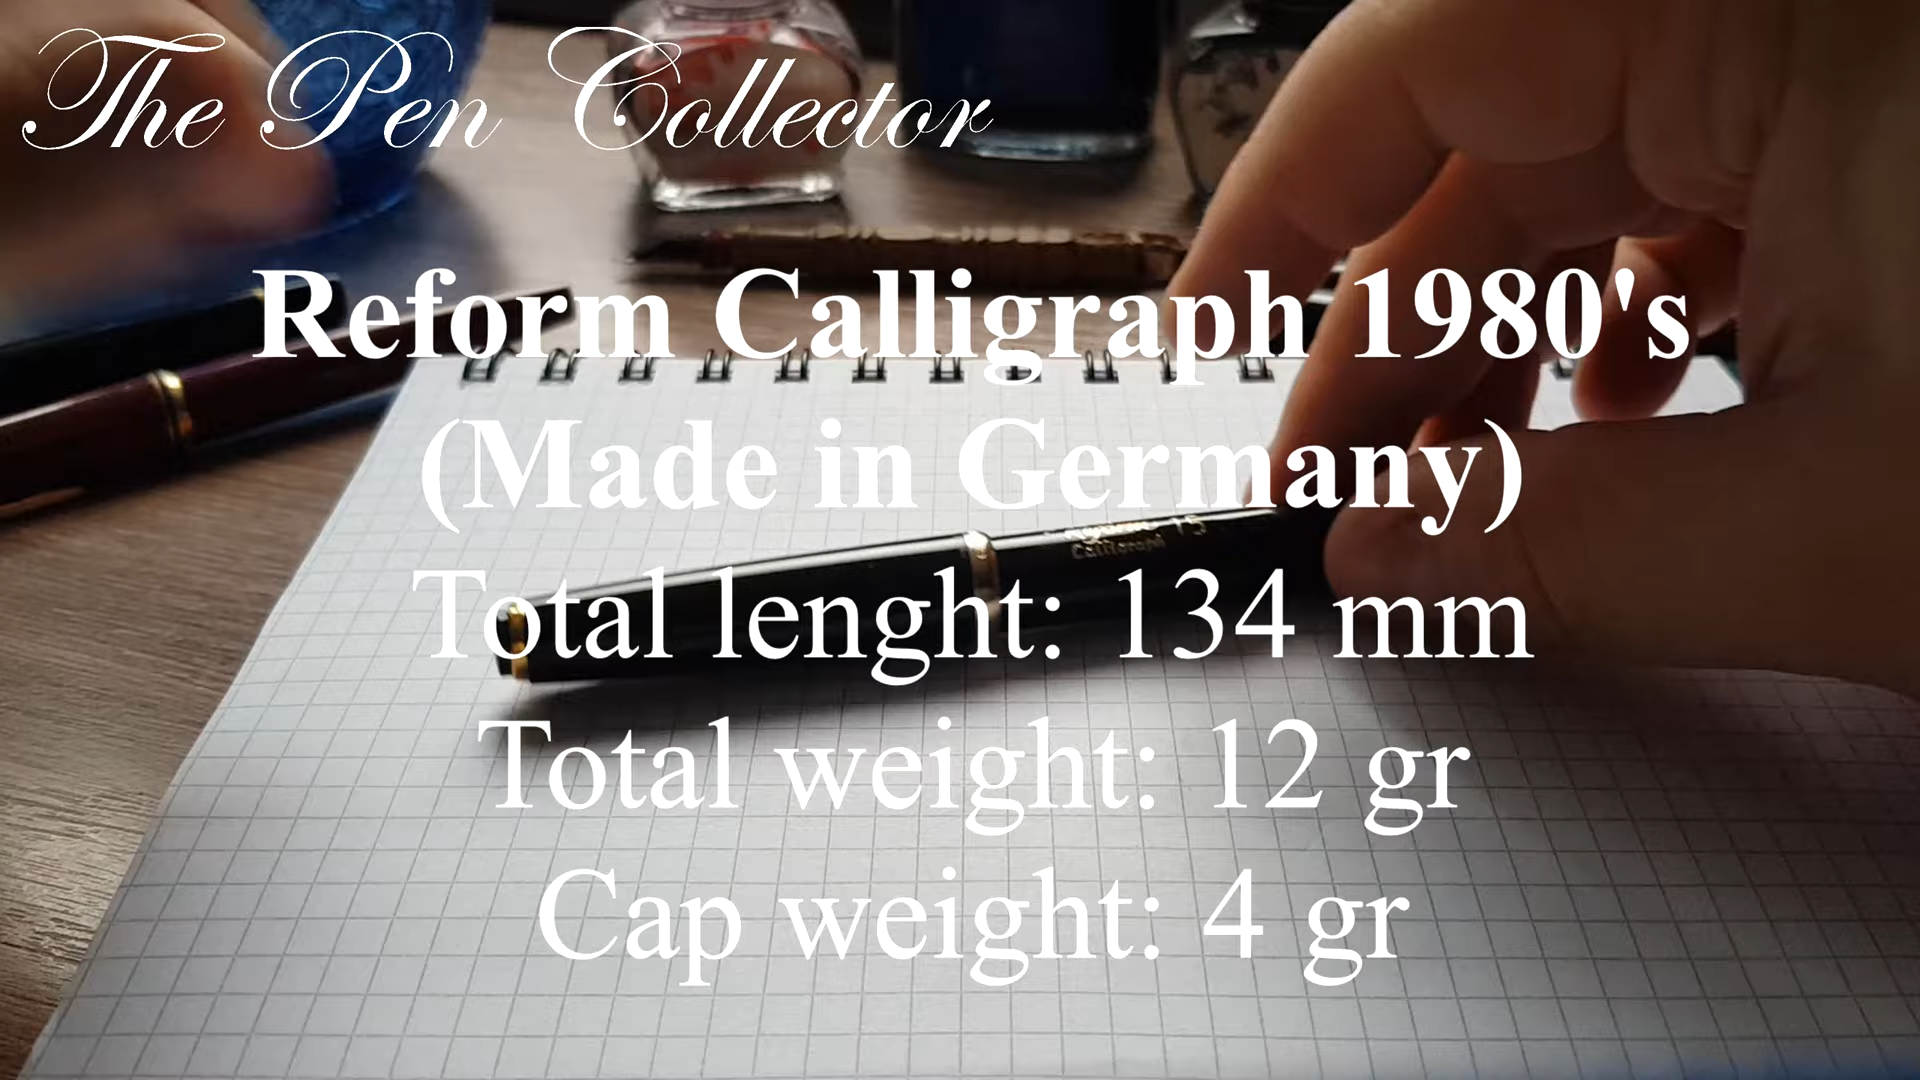 The Pen Collector
Reform Calligraph 1980's
(Made in Germany)
Calligraph
Total lenght: 134 mm
Total weight: 12 gr
Cap weight: 4 gr